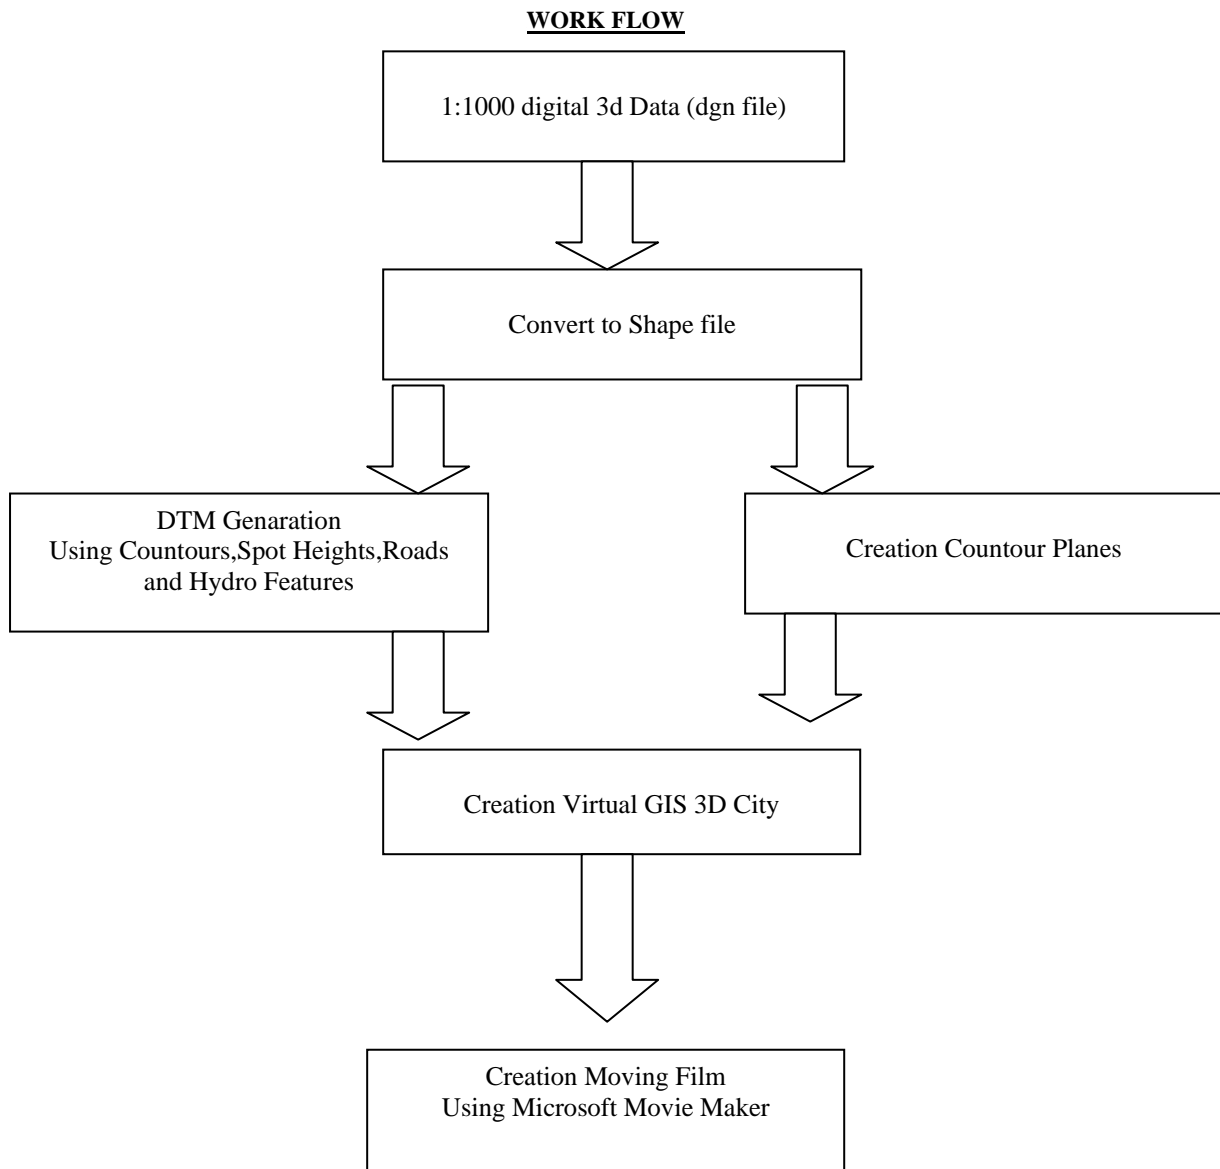 WORK FLOW
1:1000 digital 3d Data (dgn file)
Convert to Shape file
DTM Genaration
Using Countours,Spot Heights,Roads
and Hydro Features
Creation Countour Planes
Creation Virtual GIS 3D City
Creation Moving Film
Using Microsoft Movie Maker